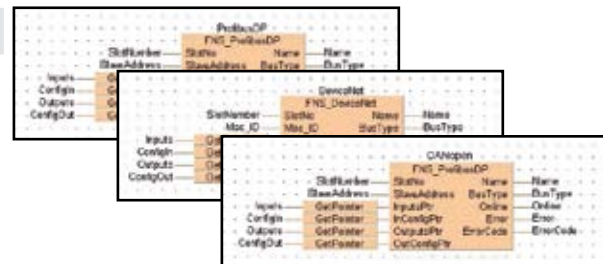 ProfibusDP
FNS_ProfibusDP
SlotNumber SlotNo Name Name
SlaveAddress SlaveAddress BusType BusType
Inputs
ConfigIn
Outputs
ConfigOut
DeviceNet
FNS_DeviceNet
SlotNumber SlotNo Name Name
Mac_ID Mac_ID BusType BusType
Inputs
ConfigIn
Outputs
ConfigOut
CANopen
FNS_ProfibusDP
SlotNumber SlotNo Name Name
SlaveAddress SlaveAddress BusType BusType
Inputs GetPointer InputsPtr Online Online
ConfigIn GetPointer InConfigPtr Error Error
Outputs GetPointer OutputsPtr ErrorCode ErrorCode
ConfigOut GetPointer OutConfigPtr